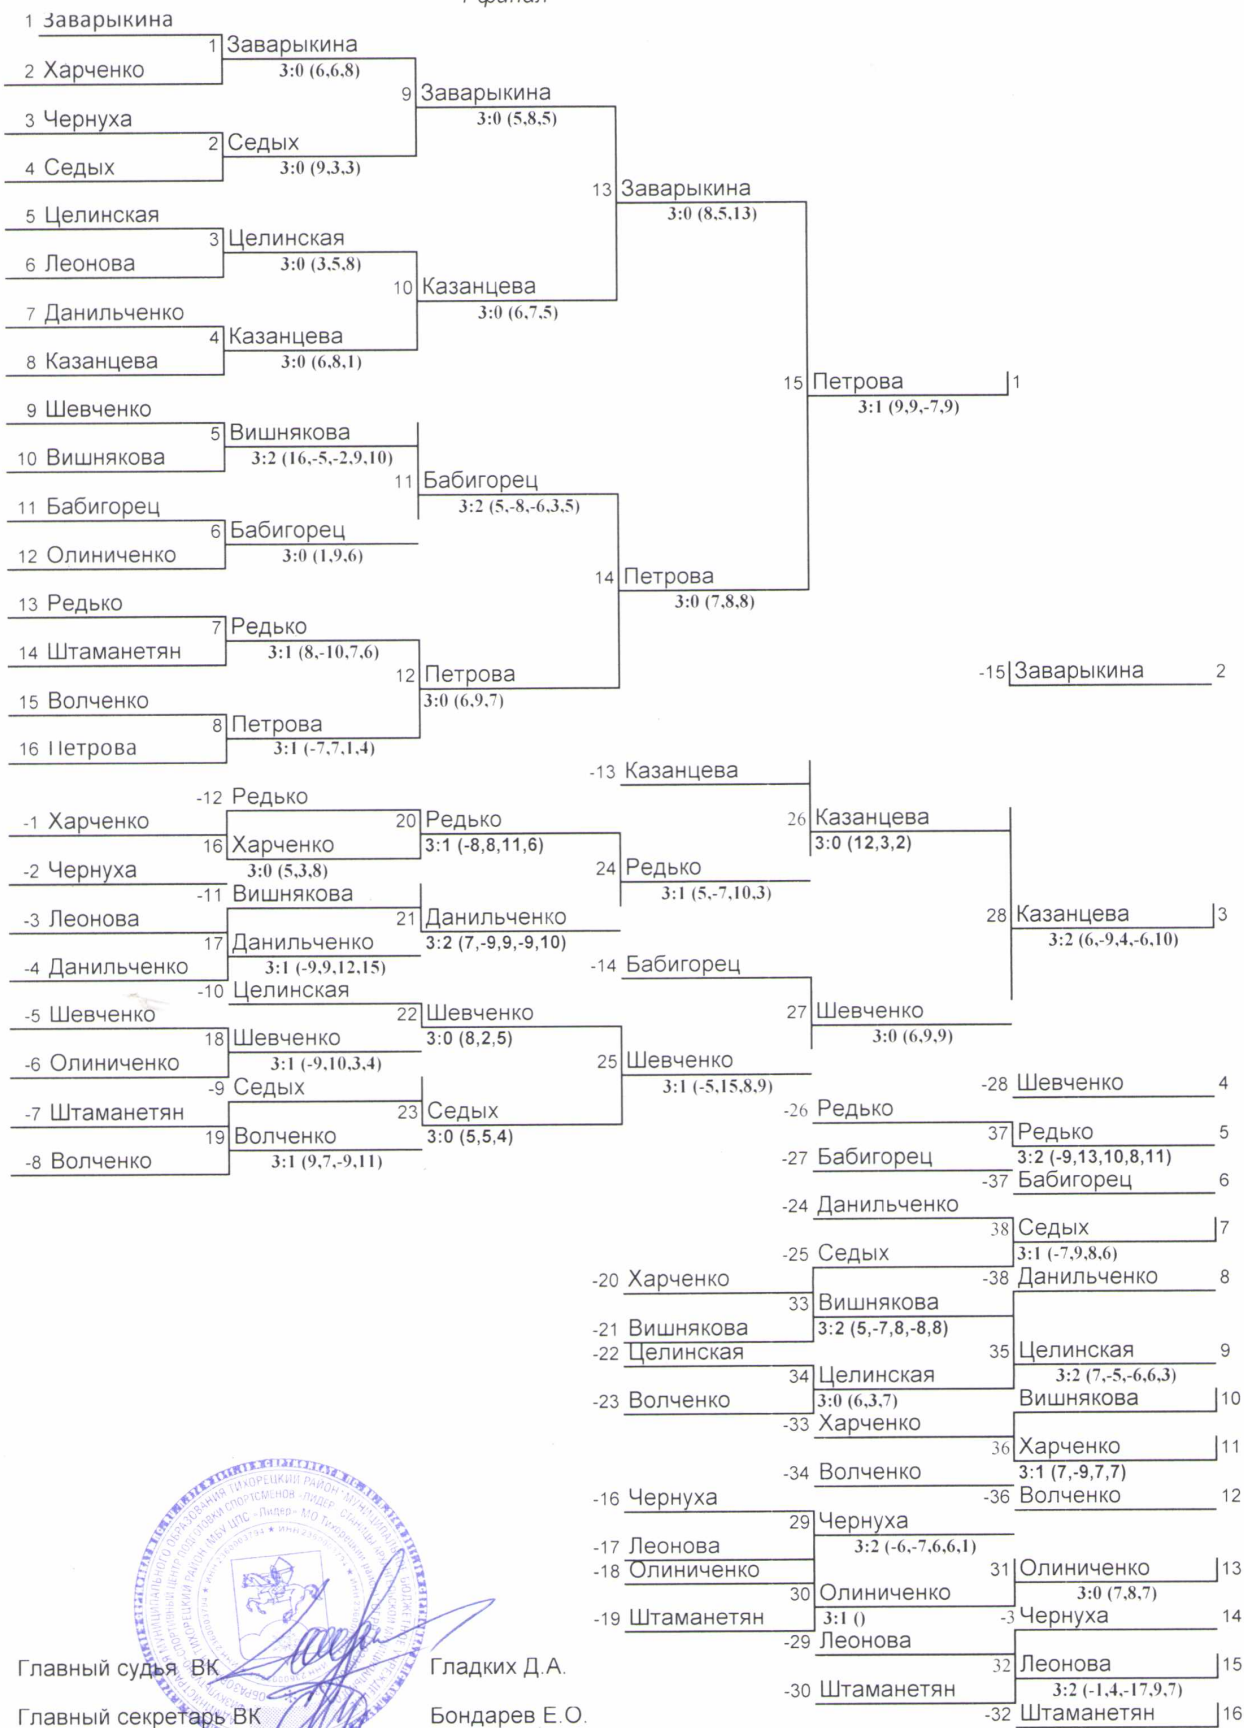 1 финал
1 Заварыкина
1 Заварыкина
2 Харченко
3:0 (6,6,8)
9 Заварыкина
3:0 (5,8,5)
3 Чернуха
2 Седых
4 Седых
3:0 (9,3,3)
13 Заварыкина
3:0 (8,5,13)
5 Целинская
3 Целинская
6 Леонова
3:0 (3,5,8)
10 Казанцева
3:0 (6,7,5)
7 Данильченко
4 Казанцева
8 Казанцева
3:0 (6,8,1)
15 Петрова 1
3:1 (9,9,-7,9)
9 Шевченко
5 Вишнякова
10 Вишнякова
3:2 (16,-5,-2,9,10)
11 Бабигорец
3:2 (5,-8,-6,3,5)
11 Бабигорец
6 Бабигорец
12 Олиниченко
3:0 (1,9,6)
14 Петрова
3:0 (7,8,8)
13 Редько
7 Редько
14 Штаманетян
3:1 (8,-10,7,6)
12 Петрова
3:0 (6,9,7)
-15 Заварыкина 2
15 Волченко
8 Петрова
16 Петрова
3:1 (-7,7,1,4)
-13 Казанцева
-12 Редько
-1 Харченко
20 Редько
26 Казанцева
16 Харченко
3:1 (-8,8,11,6)
3:0 (12,3,2)
-2 Чернуха
3:0 (5,3,8)
24 Редько
3:1 (5,-7,10,3)
-11 Вишнякова
-3 Леонова
21 Данильченко
28 Казанцева 3
17 Данильченко
3:2 (7,-9,9,-9,10)
3:2 (6,-9,4,-6,10)
-4 Данильченко
3:1 (-9,9,12,15)
-14 Бабигорец
-10 Целинская
-5 Шевченко
22 Шевченко
27 Шевченко
18 Шевченко
3:0 (8,2,5)
3:0 (6,9,9)
-6 Олиниченко
3:1 (-9,10,3,4)
25 Шевченко
3:1 (-5,15,8,9)
-9 Седых
-28 Шевченко 4
-7 Штаманетян
23 Седых
-26 Редько
19 Волченко
3:0 (5,5,4)
37 Редько 5
-8 Волченко
3:1 (9,7,-9,11)
-27 Бабигорец
3:2 (-9,13,10,8,11)
-37 Бабигорец 6
-24 Данильченко
38 Седых 7
-25 Седых
3:1 (-7,9,8,6)
-20 Харченко
-38 Данильченко 8
33 Вишнякова
-21 Вишнякова
3:2 (5,-7,8,-8,8)
-22 Целинская
35 Целинская 9
34 Целинская
3:2 (7,-5,-6,6,3)
-23 Волченко
3:0 (6,3,7)
Вишнякова 10
-33 Харченко
36 Харченко 11
-34 Волченко
3:1 (7,-9,7,7)
-16 Чернуха
-36 Волченко 12
29 Чернуха
-17 Леонова
3:2 (-6,-7,6,6,1)
-18 Олиниченко
31 Олиниченко 13
30 Олиниченко
3:0 (7,8,7)
-19 Штаманетян
3:1 ()
-3 Чернуха 14
-29 Леонова
32 Леонова 15
-30 Штаманетян
3:2 (-1,4,-17,9,7)
-32 Штаманетян 16
Главный судья ВК Гладких Д.А.
Главный секретарь ВК Бондарев Е.О.